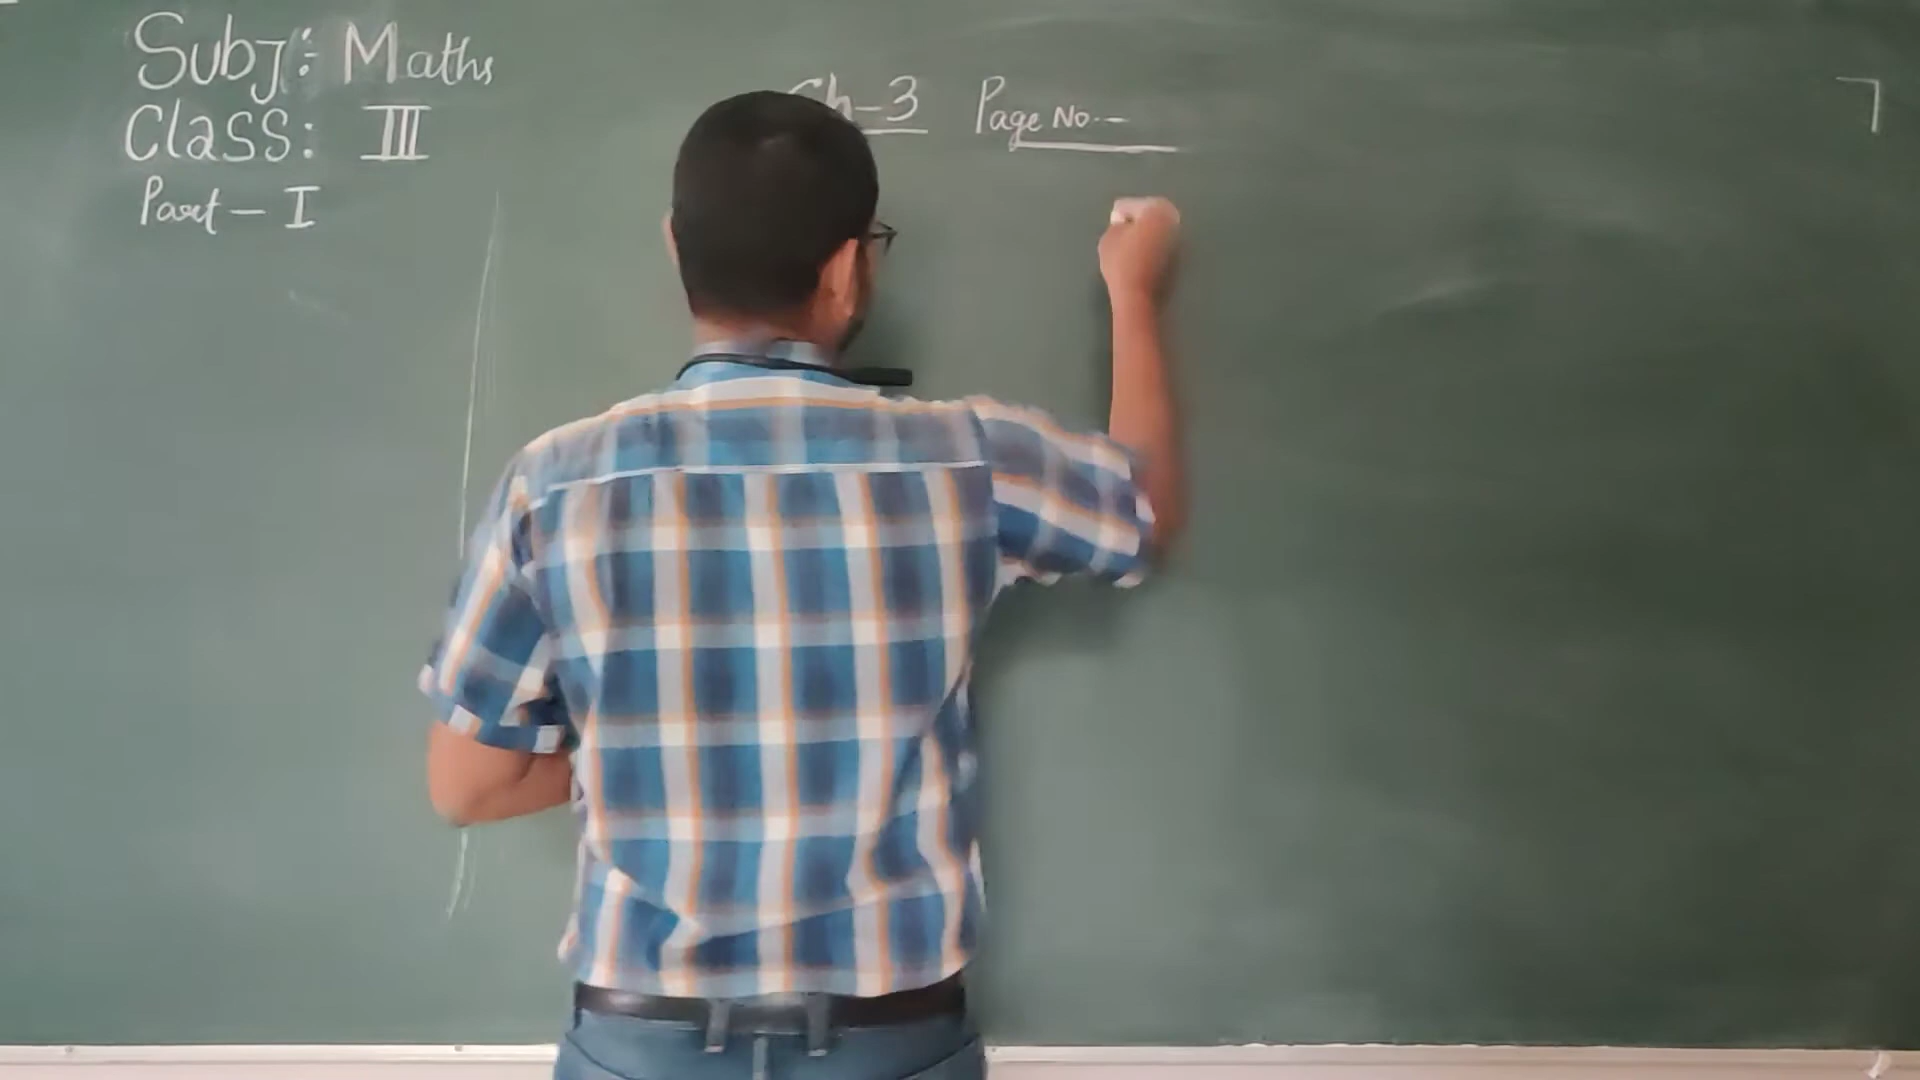 Subj:- Maths
Class: III
Part - I
Ch-3 Page No.-